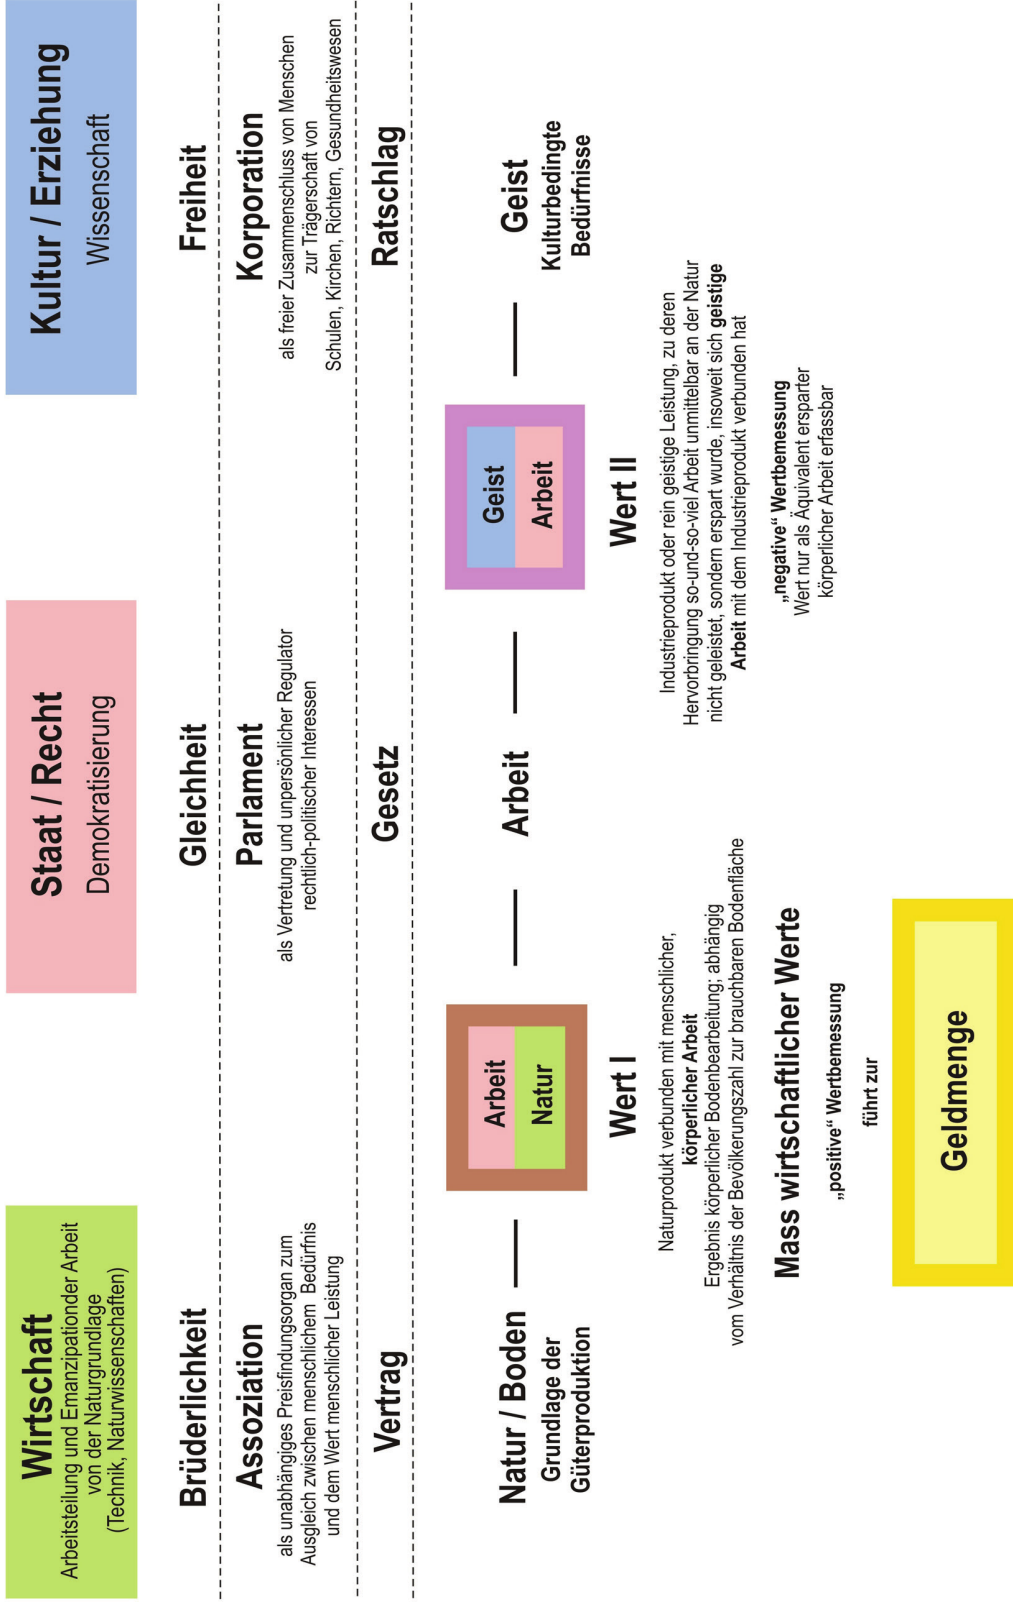 Wirtschaft
Arbeitsteilung und Emanzipationder Arbeit
von der Naturgrundlage
(Technik, Naturwissenschaften)
Staat / Recht
Demokratisierung
Kultur / Erziehung
Wissenschaft
Brüderlichkeit
Gleichheit
Freiheit
Assoziation
als unabhängiges Preisfindungsorgan zum
Ausgleich zwischen menschlichem Bedürfnis
und dem Wert menschlicher Leistung
Parlament
als Vertretung und unpersönlicher Regulator
rechtlich-politischer Interessen
Korporation
als freier Zusammenschluss von Menschen
zur Trägerschaft von
Schulen, Kirchen, Richtern, Gesundheitswesen
Vertrag
Gesetz
Ratschlag
Natur / Boden
Grundlage der
Güterproduktion
Arbeit
Natur
Arbeit
Geist
Arbeit
Geist
Kulturbedingte
Bedürfnisse
Wert I
Naturprodukt verbunden mit menschlicher,
körperlicher Arbeit
Ergebnis körperlicher Bodenbearbeitung; abhängig
vom Verhältnis der Bevölkerungszahl zur brauchbaren Bodenfläche
Mass wirtschaftlicher Werte
„positive“ Wertbemessung
führt zur
Geldmenge
Wert II
Industrieprodukt oder rein geistige Leistung, zu deren
Hervorbringung so-und-so-viel Arbeit unmittelbar an der Natur
nicht geleistet, sondern erspart wurde, insoweit sich geistige
Arbeit mit dem Industrieprodukt verbunden hat
„negative“ Wertbemessung
Wert nur als Äquivalent ersparter
körperlicher Arbeit erfassbar